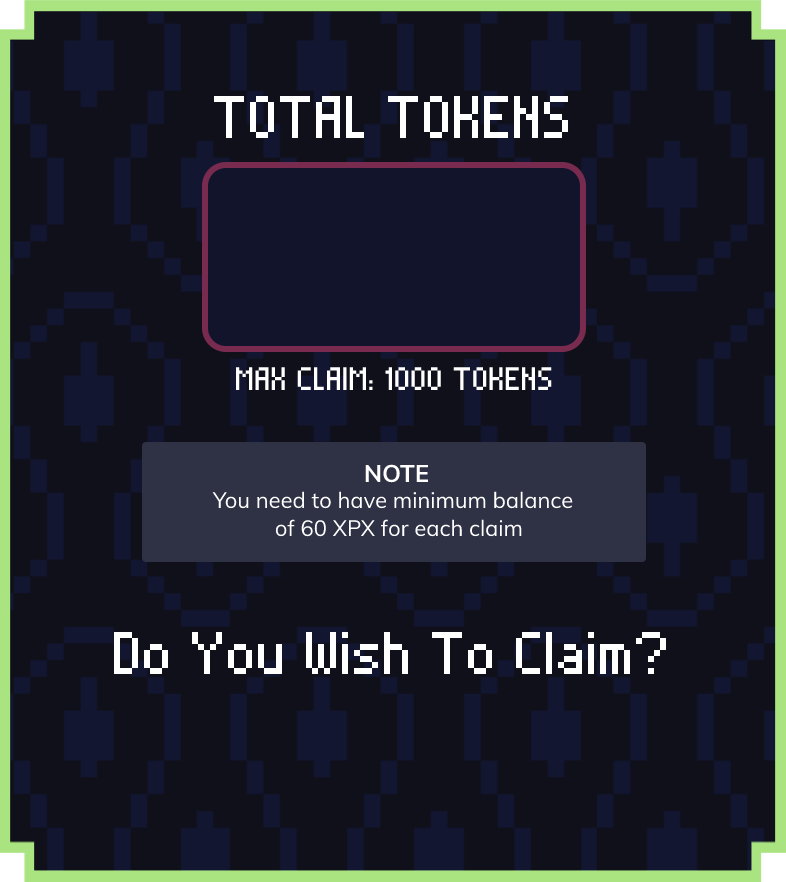 TOTAL TOKENS
MAX CLAIM: 1000 TOKENS
NOTE
You need to have minimum balance
of 60 XPX for each claim
Do You Wish To Claim?